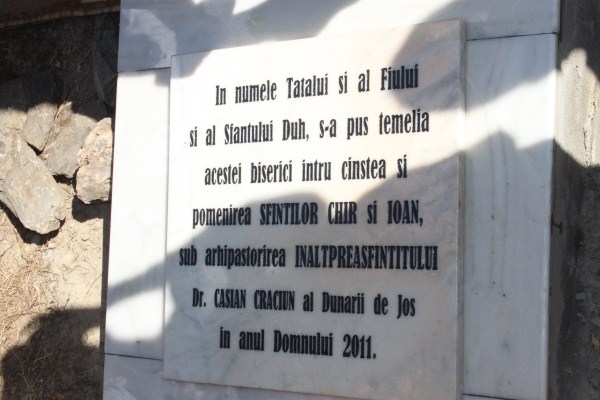 In numele Tatalui si al Fiului
si al Sfantului Duh, s-a pus temelia
acestei biserici intru cinstea si
pomenirea SFINTILOR CHIR si IOAN,
sub arhipastorirea INALTPREASFINTITULUI
Dr. CASIAN CRACIUN al Dunarii de Jos
in anul Domnului 2011.